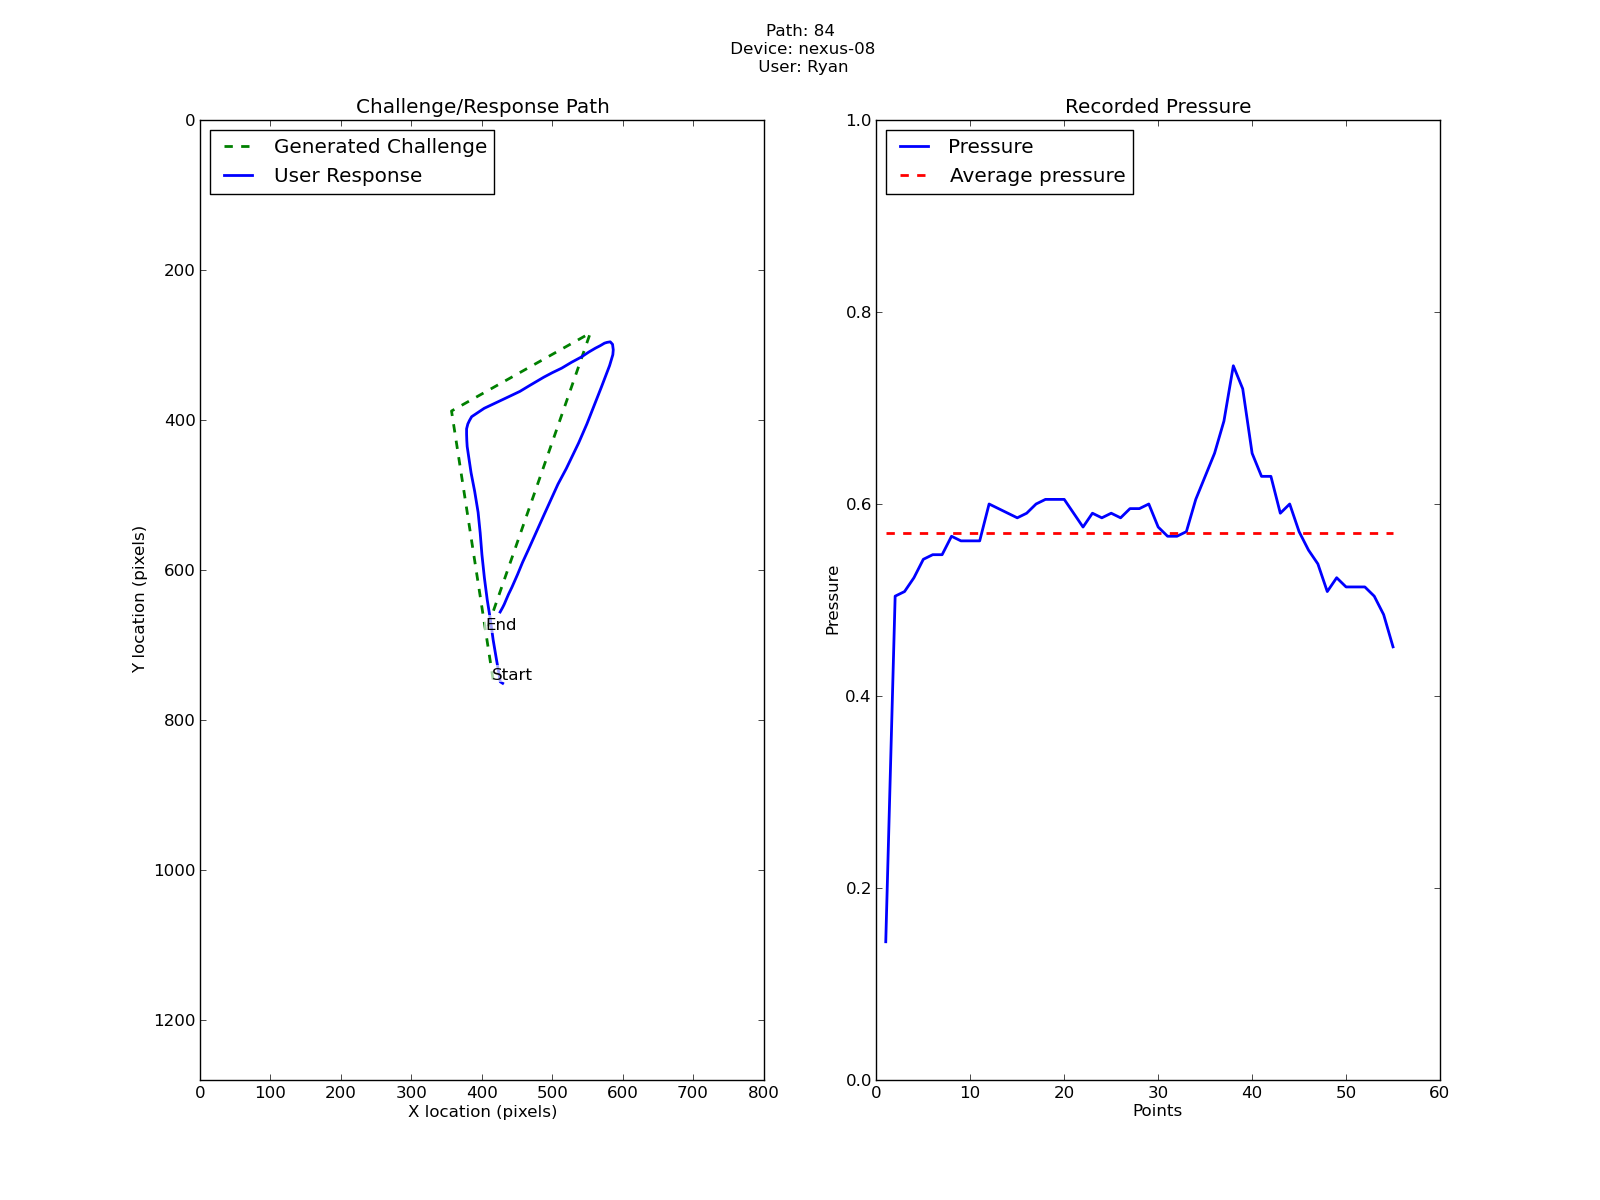 Path: 84
Device: nexus-08
User: Ryan
Challenge/Response Path
Generated Challenge
User Response
0
200
400
600
800
1000
1200
Y location (pixels)
End
Start
0 100 200 300 400 500 600 700 800
X location (pixels)
Recorded Pressure
Pressure
Average pressure
1.0
0.8
0.6
0.4
0.2
0.0
Pressure
0 10 20 30 40 50 60
Points